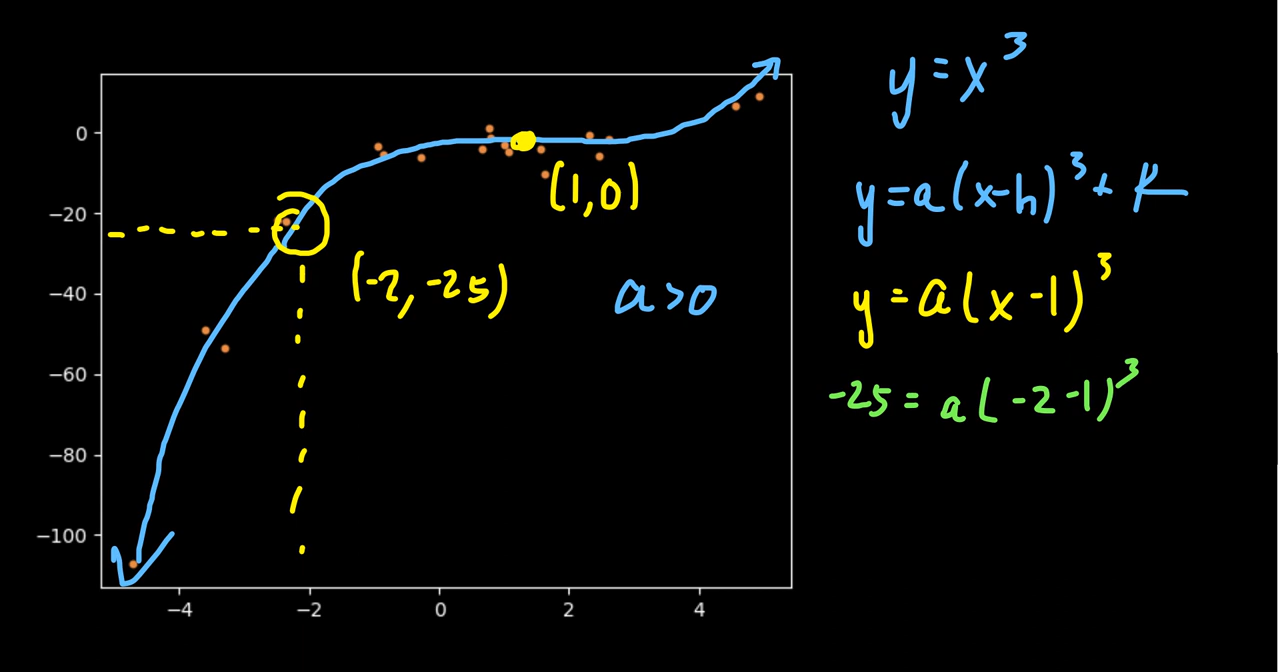 y=x³
y=a(x-h)³+k
y=a(x-1)³
-25=a(-2-1)³
(1,0)
(-2,-25)
a>0
0
−20
−40
−60
−80
−100
−4
−2
0
2
4